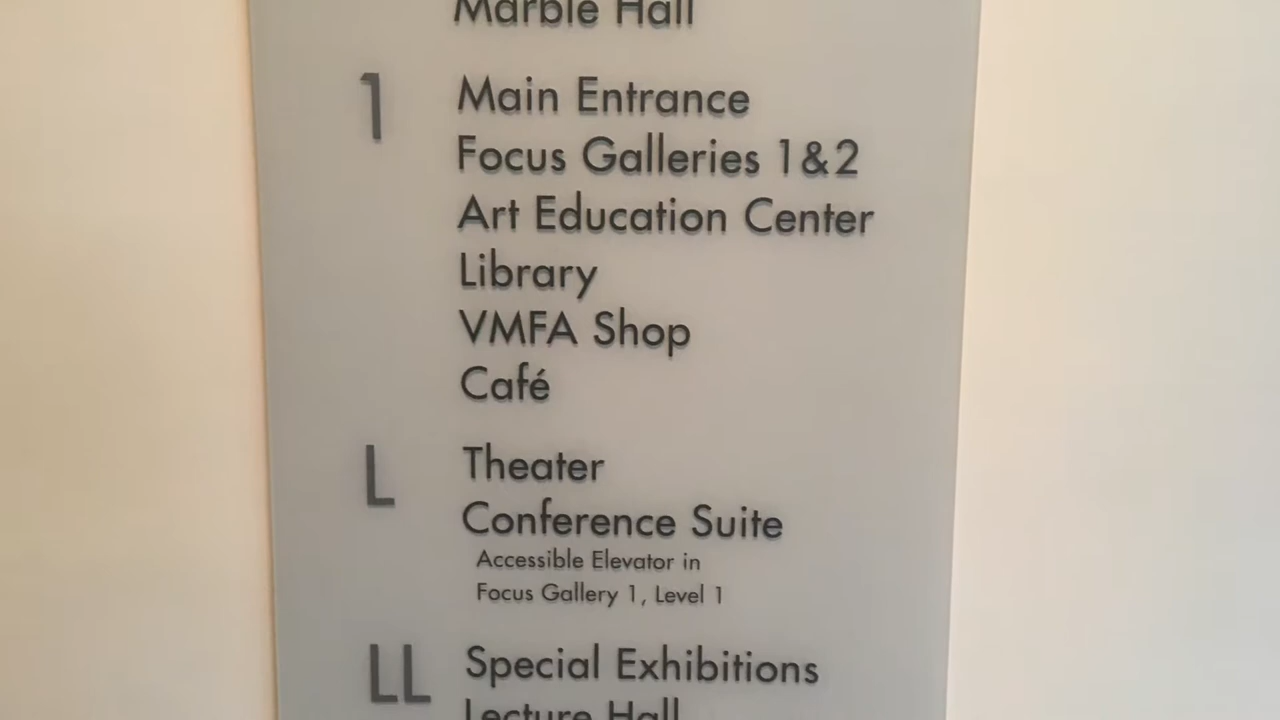 Marble Hall
1 Main Entrance
Focus Galleries 1&2
Art Education Center
Library
VMFA Shop
Café
L Theater
Conference Suite
Accessible Elevator in
Focus Gallery 1, Level 1
LL Special Exhibitions
Lecture Hall